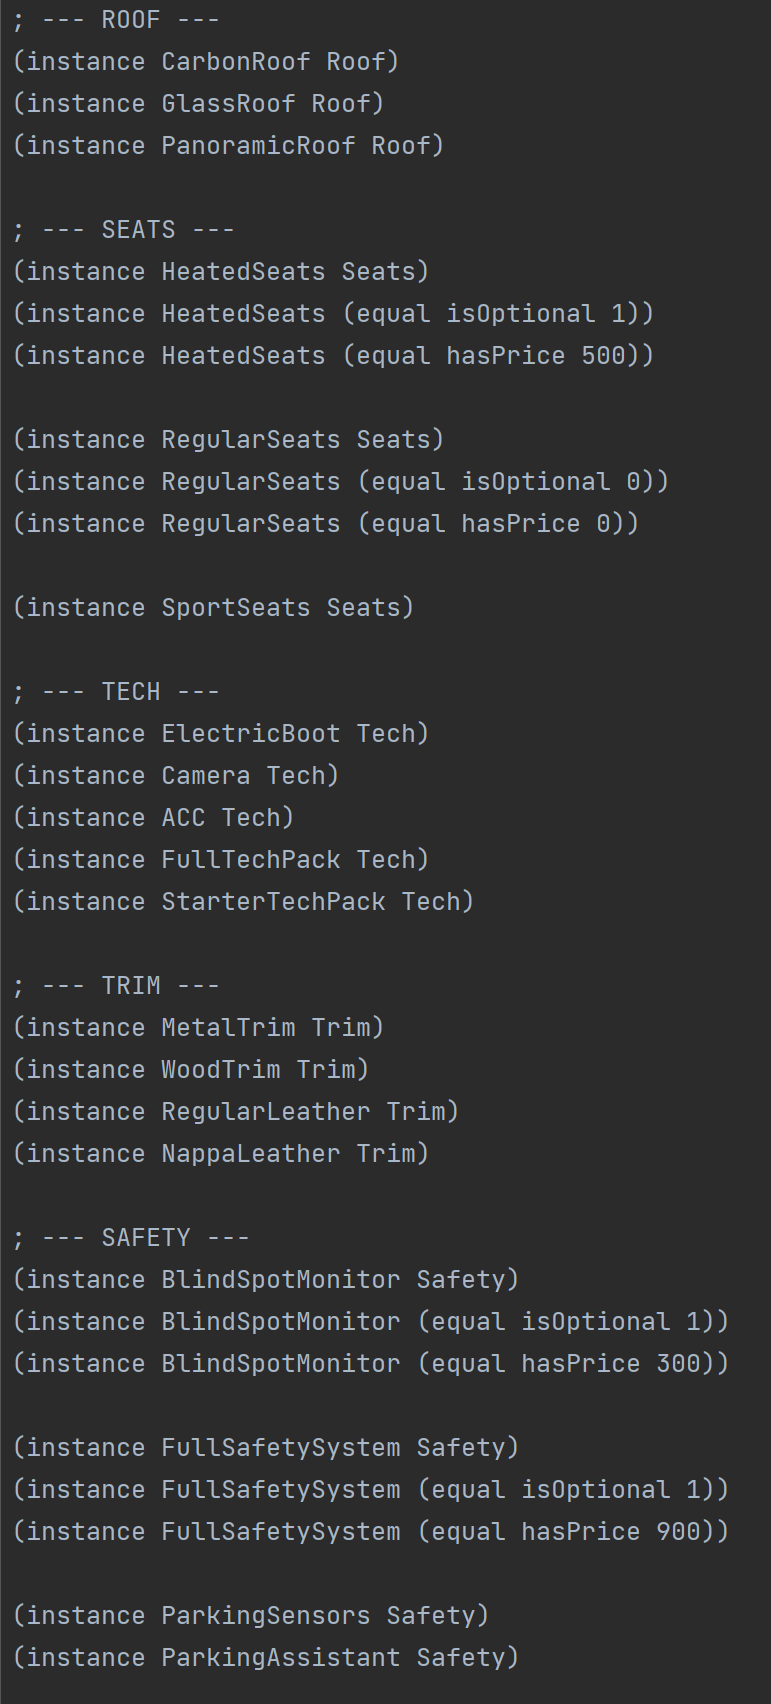 ; --- ROOF ---
(instance CarbonRoof Roof)
(instance GlassRoof Roof)
(instance PanoramicRoof Roof)
; --- SEATS ---
(instance HeatedSeats Seats)
(instance HeatedSeats (equal isOptional 1))
(instance HeatedSeats (equal hasPrice 500))
(instance RegularSeats Seats)
(instance RegularSeats (equal isOptional 0))
(instance RegularSeats (equal hasPrice 0))
(instance SportSeats Seats)
; --- TECH ---
(instance ElectricBoot Tech)
(instance Camera Tech)
(instance ACC Tech)
(instance FullTechPack Tech)
(instance StarterTechPack Tech)
; --- TRIM ---
(instance MetalTrim Trim)
(instance WoodTrim Trim)
(instance RegularLeather Trim)
(instance NappaLeather Trim)
; --- SAFETY ---
(instance BlindSpotMonitor Safety)
(instance BlindSpotMonitor (equal isOptional 1))
(instance BlindSpotMonitor (equal hasPrice 300))
(instance FullSafetySystem Safety)
(instance FullSafetySystem (equal isOptional 1))
(instance FullSafetySystem (equal hasPrice 900))
(instance ParkingSensors Safety)
(instance ParkingAssistant Safety)